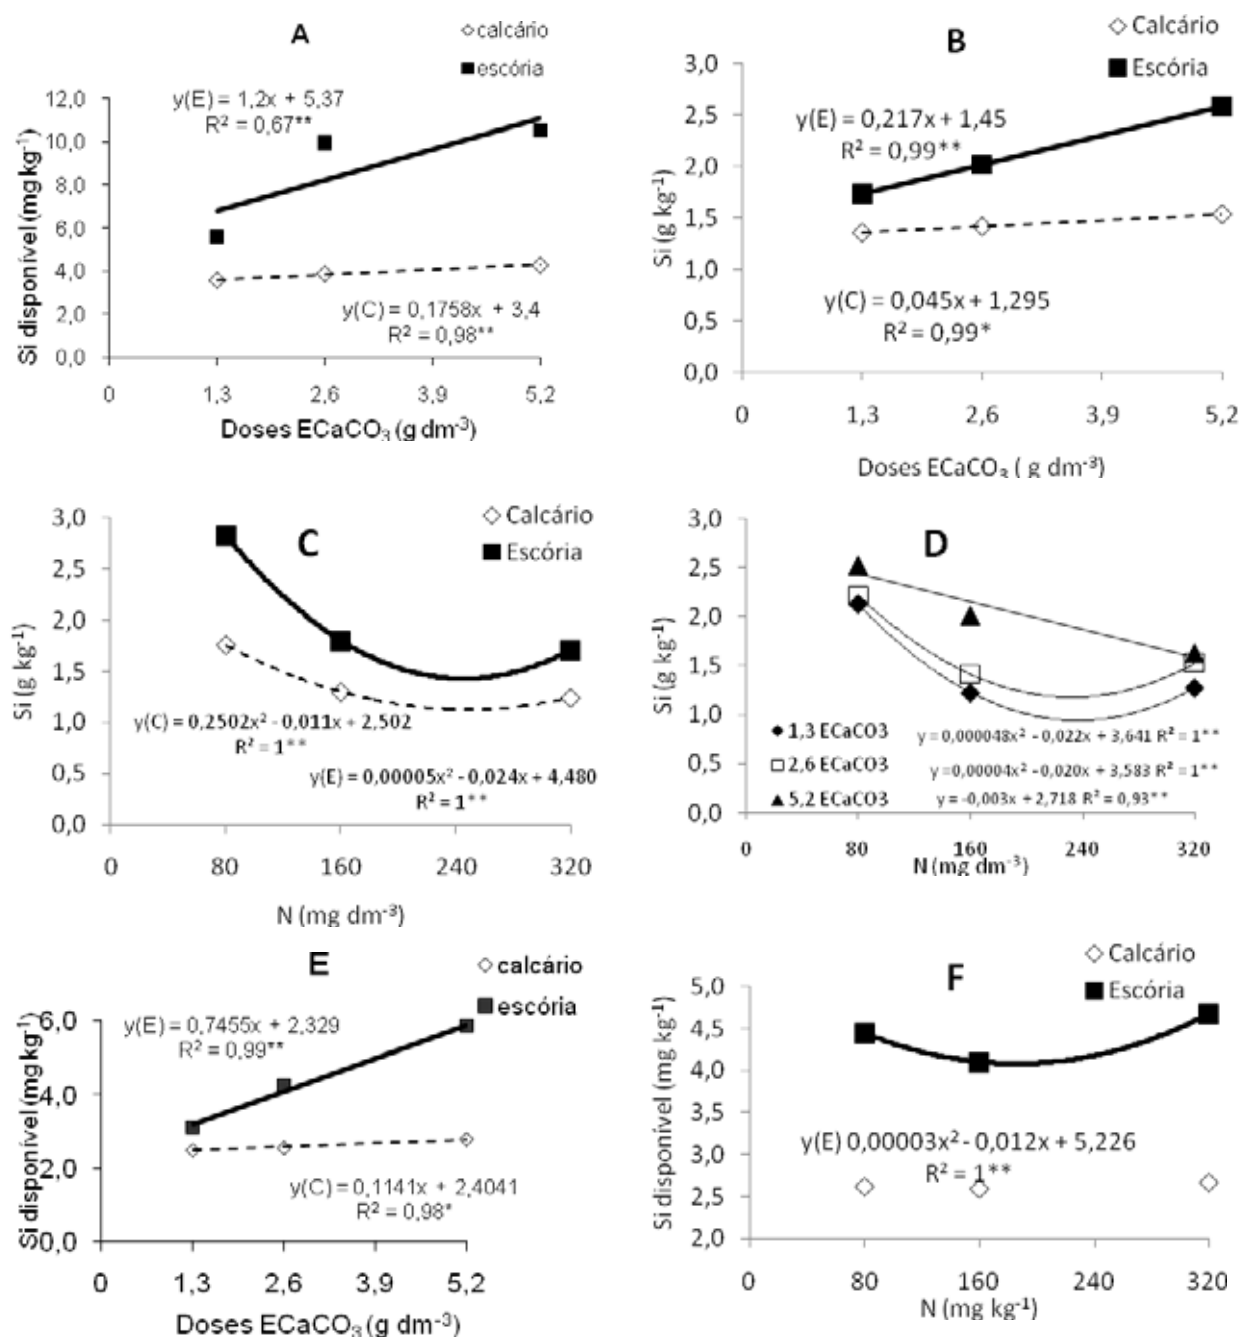 A
◇ calcário
■ escória
y(E) = 1,2x + 5,37
R² = 0,67**
Si disponível (mg kg⁻¹)
12,0
10,0
8,0
6,0
4,0
2,0
0,0
y(C) = 0,1758x + 3,4
R² = 0,98**
0 1,3 2,6 3,9 5,2
Doses ECaCO₃ (g dm⁻³)
B
◇ Calcário
■ Escória
y(E) = 0,217x + 1,45
R² = 0,99**
Si (g kg⁻¹)
3,0
2,5
2,0
1,5
1,0
0,5
0,0
y(C) = 0,045x + 1,295
R² = 0,99*
0 1,3 2,6 3,9 5,2
Doses ECaCO₃ ( g dm⁻³)
C
◇ Calcário
■ Escória
Si (g kg⁻¹)
3,0
2,5
2,0
1,5
1,0
0,5
0,0
y(C) = 0,2502x² - 0,011x + 2,502
R² = 1**
y(E) = 0,00005x² - 0,024x + 4,480
R² = 1**
0 80 160 240 320
N (mg dm⁻³)
D
Si (g kg⁻¹)
3,0
2,5
2,0
1,5
1,0
0,5
0,0
◆ 1,3 ECaCO3 y = 0,000048x² - 0,022x + 3,641 R² = 1**
□ 2,6 ECaCO3 y = 0,00004x² - 0,020x + 3,583 R² = 1**
▲ 5,2 ECaCO3 y = -0,003x + 2,718 R² = 0,93**
0 80 160 240 320
N (mg dm⁻³)
E
◇ calcário
■ escória
y(E) = 0,7455x + 2,329
R² = 0,99**
Si disponível (mg kg⁻¹)
6,0
4,0
2,0
0,0
y(C) = 0,1141x + 2,4041
R² = 0,98*
0 1,3 2,6 3,9 5,2
Doses ECaCO₃ (g dm⁻³)
F
◇ Calcário
■ Escória
Si disponível (mg kg⁻¹)
5,0
4,5
4,0
3,5
3,0
2,5
2,0
y(E) 0,00003x² - 0,012x + 5,226
R² = 1**
0 80 160 240 320
N (mg kg⁻¹)